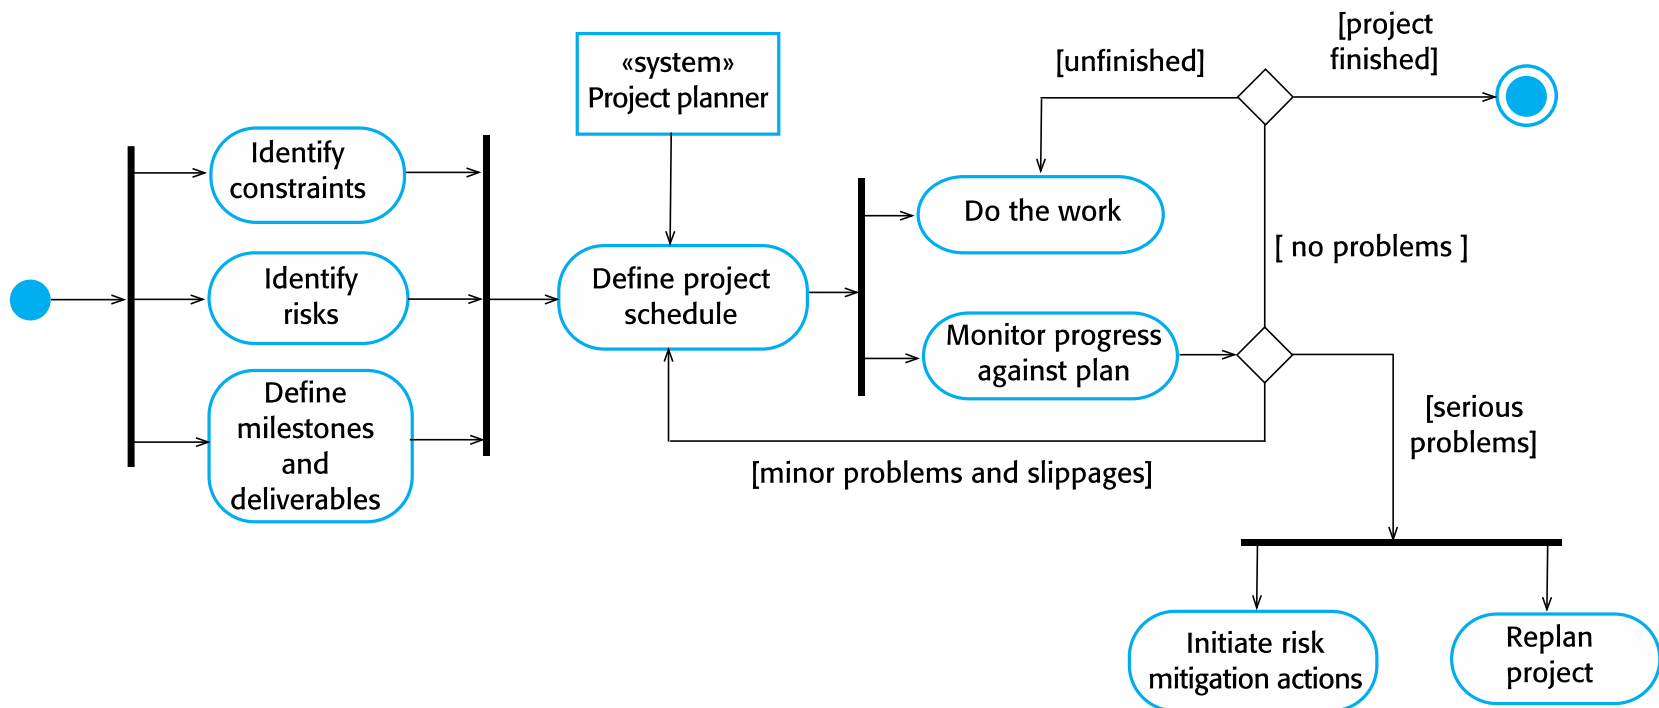 [project
finished]
[unfinished]
«system»
Project planner
Identify
constraints
Do the work
[ no problems ]
Identify
risks
Define project
schedule
Monitor progress
against plan
Define
milestones
and
deliverables
[serious
problems]
[minor problems and slippages]
Initiate risk
mitigation actions
Replan
project